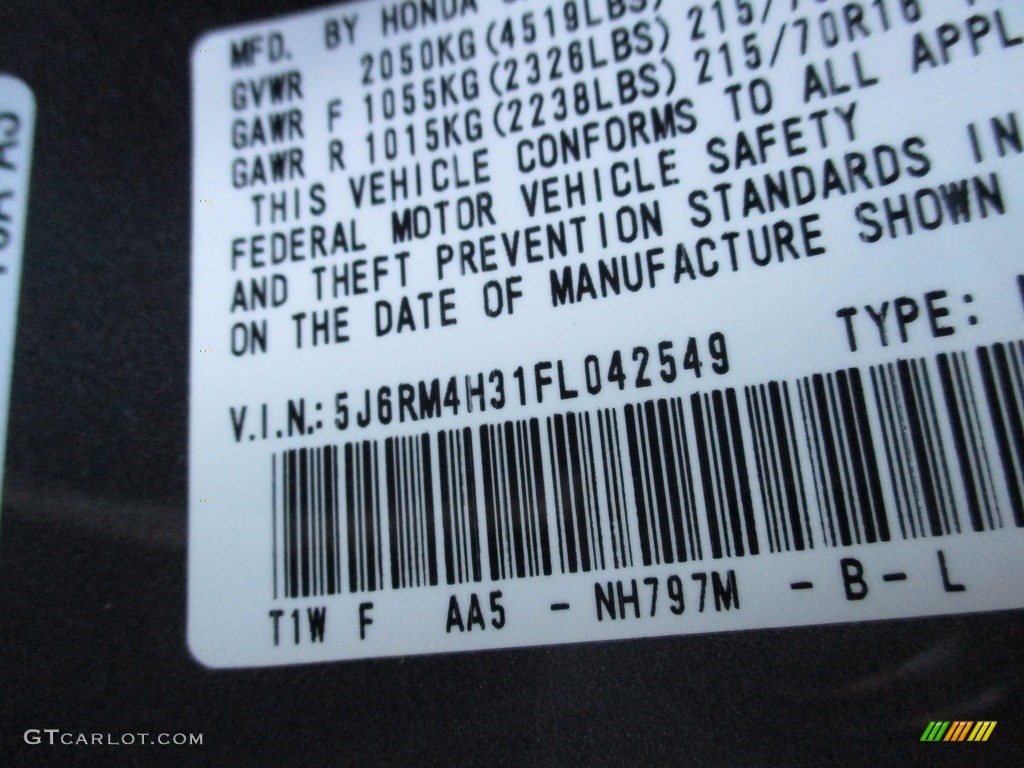 MFD. BY HONDA
GVWR 2050KG(4519LBS)
GAWR F 1055KG(2326LBS) 215/
GAWR R 1015KG(2238LBS) 215/70R16
THIS VEHICLE CONFORMS TO ALL APPL
FEDERAL MOTOR VEHICLE SAFETY
AND THEFT PREVENTION STANDARDS IN
ON THE DATE OF MANUFACTURE SHOWN
V.I.N.: 5J6RM4H31FL042549 TYPE:
T1W F AA5 - NH797M - B - L
GTCARLOT.COM